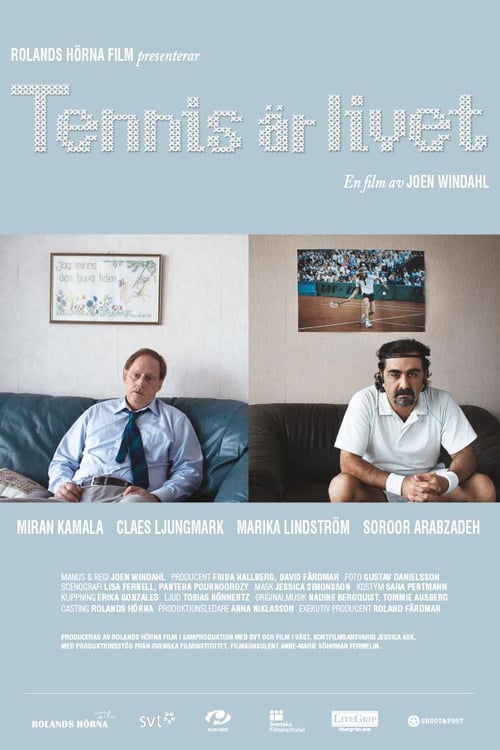 ROLANDS HÖRNA FILM presenterar
Tennis är livet
En film av JOEN WINDAHL
Jag minns
den ljuva tiden
MIRAN KAMALA CLAES LJUNGMARK MARIKA LINDSTRÖM SOROOR ARABZADEH
MANUS & REGI JOEN WINDAHL PRODUCENT FRIDA HALLBERG, DAVID FÄRDMAR FOTO GUSTAV DANIELSSON
SCENOGRAFI LISA FERNELL, PANTEHA POURNOOROZY MASK JESSICA SIMONSSON KOSTYM SARA PERTMANN
KLIPPNING ERIKA GONZALES LJUD TOBIAS RÖNNERTZ ORIGINALMUSIK NADINE BERGQUIST, TOMMIE AUSBERG
CASTING ROLANDS HÖRNA PRODUKTIONSLEDARE ANNA NIKLASSON EXEKUTIV PRODUCENT ROLAND FÄRDMAR
PRODUCERAD AV ROLANDS HÖRNA FILM I SAMPRODUKTION MED SVT OCH FILM I VÄST, KORTFILMSANSVARIG JESSICA ASK,
MED PRODUKTIONSSTÖD FRÅN SVENSKA FILMINSTITUTET, FILMKONSULENT ANNE-MARIE SÖHRMAN FERMELIN.
ROLANDS HÖRNA Film svt FILM I VÄST Svenska Filminstitutet LITEGRIP SHOOT&POST